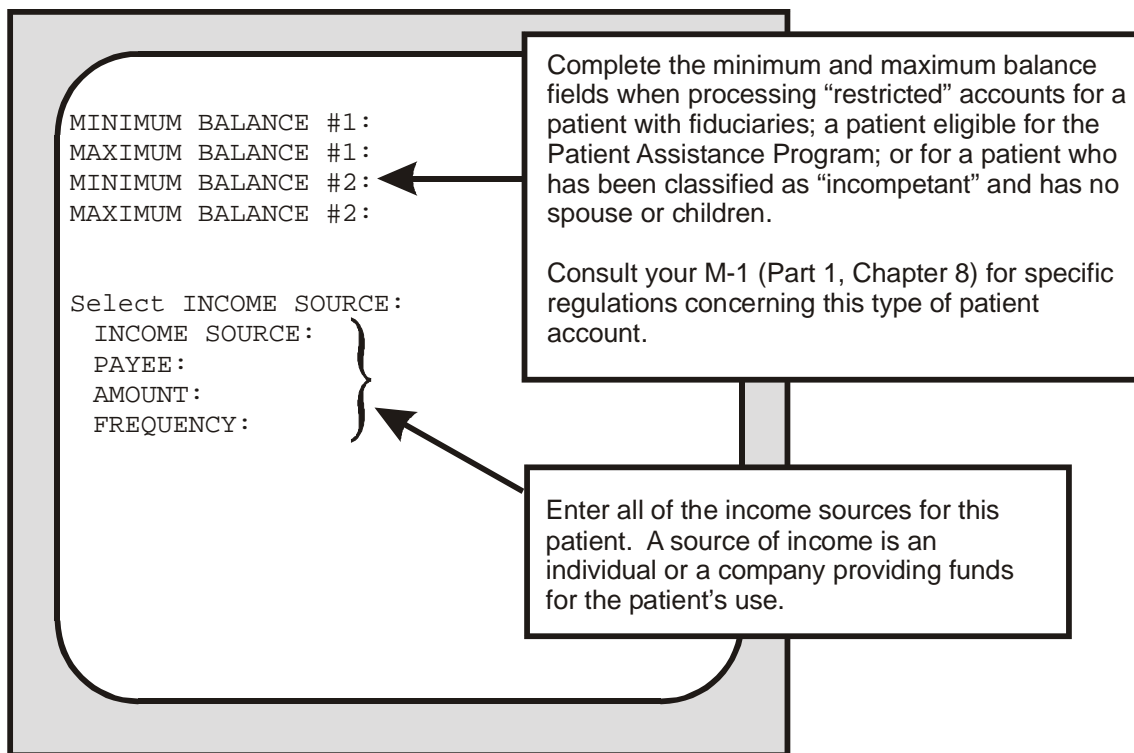 MINIMUM BALANCE #1:
MAXIMUM BALANCE #1:
MINIMUM BALANCE #2:
MAXIMUM BALANCE #2:
Select INCOME SOURCE:
INCOME SOURCE:
PAYEE:
AMOUNT:
FREQUENCY:
Complete the minimum and maximum balance
fields when processing “restricted” accounts for a
patient with fiduciaries; a patient eligible for the
Patient Assistance Program; or for a patient who
has been classified as “incompetant” and has no
spouse or children.
Consult your M-1 (Part 1, Chapter 8) for specific
regulations concerning this type of patient
account.
Enter all of the income sources for this
patient.  A source of income is an
individual or a company providing funds
for the patient’s use.